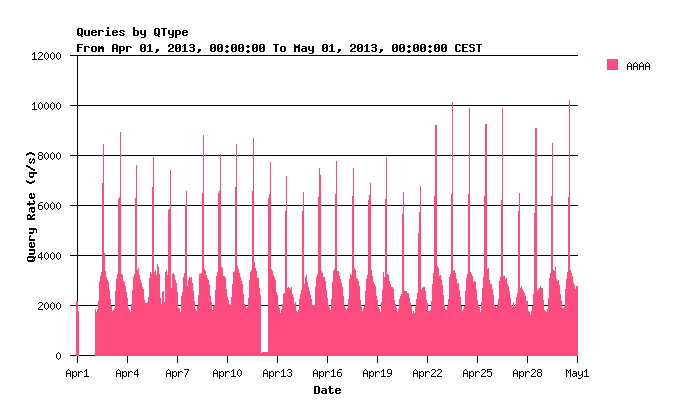 Queries by QType
From Apr 01, 2013, 00:00:00 To May 01, 2013, 00:00:00 CEST
12000
AAAA
10000
8000
6000
4000
2000
0
Query Rate (q/s)
Apr1 Apr4 Apr7 Apr10 Apr13 Apr16 Apr19 Apr22 Apr25 Apr28 May1
Date